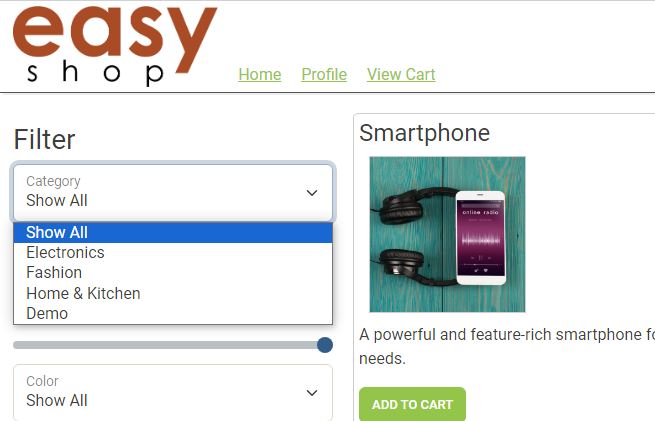 easy
shop
Home Profile View Cart
Filter
Category
Show All
Show All
Electronics
Fashion
Home & Kitchen
Demo
Color
Show All
Smartphone
online radio
A powerful and feature-rich smartphone
needs.
ADD TO CART